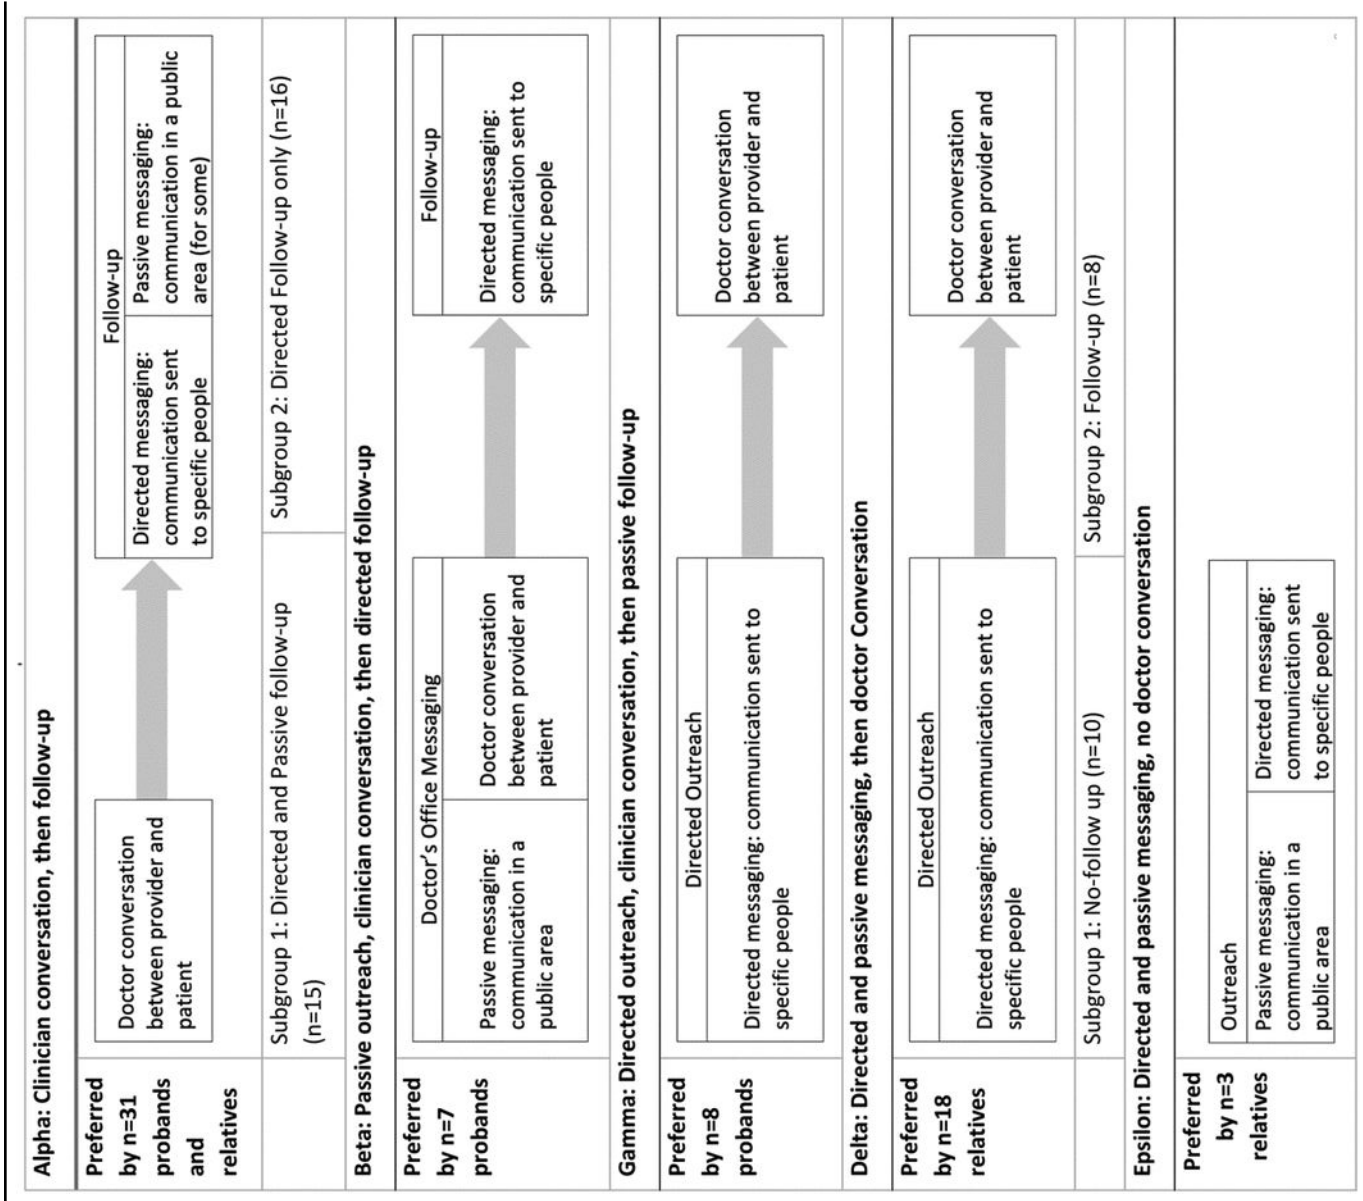 Alpha: Clinician conversation, then follow-up
Preferred
by n=31
probands
and
relatives
Doctor conversation
between provider and
patient
Follow-up
Directed messaging:
communication sent
to specific people
Passive messaging:
communication in a public
area (for some)
Subgroup 1: Directed and Passive follow-up
(n=15)
Subgroup 2: Directed Follow-up only (n=16)
Beta: Passive outreach, clinician conversation, then directed follow-up
Preferred
by n=7
probands
Doctor's Office Messaging
Passive messaging:
communication in a
public area
Doctor conversation
between provider and
patient
Follow-up
Directed messaging:
communication sent to
specific people
Gamma: Directed outreach, clinician conversation, then passive follow-up
Preferred
by n=8
probands
Directed Outreach
Directed messaging: communication sent to
specific people
Doctor conversation
between provider and
patient
Delta: Directed and passive messaging, then doctor Conversation
Preferred
by n=18
relatives
Directed Outreach
Directed messaging: communication sent to
specific people
Doctor conversation
between provider and
patient
Subgroup 1: No-follow up (n=10)
Subgroup 2: Follow-up (n=8)
Epsilon: Directed and passive messaging, no doctor conversation
Preferred
by n=3
relatives
Outreach
Passive messaging:
communication in a
public area
Directed messaging:
communication sent
to specific people